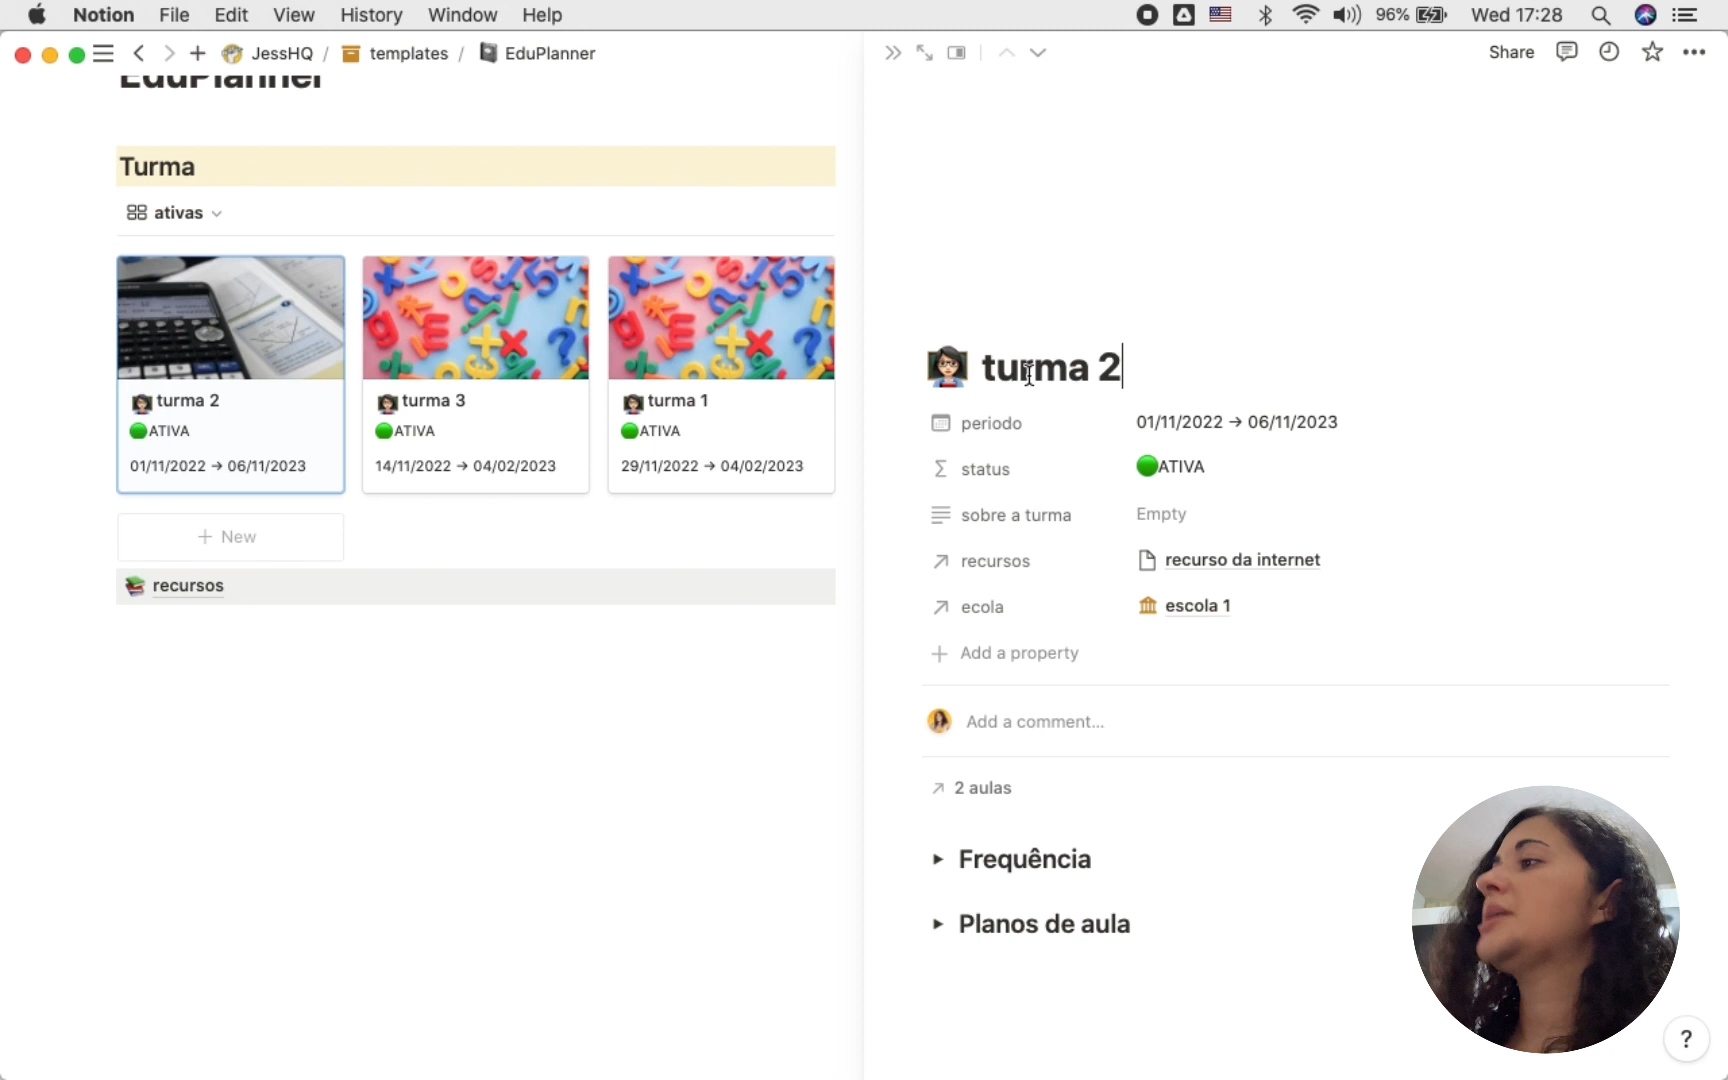 Notion File Edit View History Window Help 96% Wed 17:28
JessHQ / templates / EduPlanner
Share
EduPlanner
Turma
ativas
turma 2
ATIVA
01/11/2022 → 06/11/2023
turma 3
ATIVA
14/11/2022 → 04/02/2023
turma 1
ATIVA
29/11/2022 → 04/02/2023
+ New
recursos
turma 2
periodo 01/11/2022 → 06/11/2023
status ATIVA
sobre a turma Empty
recursos recurso da internet
ecola escola 1
+ Add a property
Add a comment...
2 aulas
Frequência
Planos de aula
?